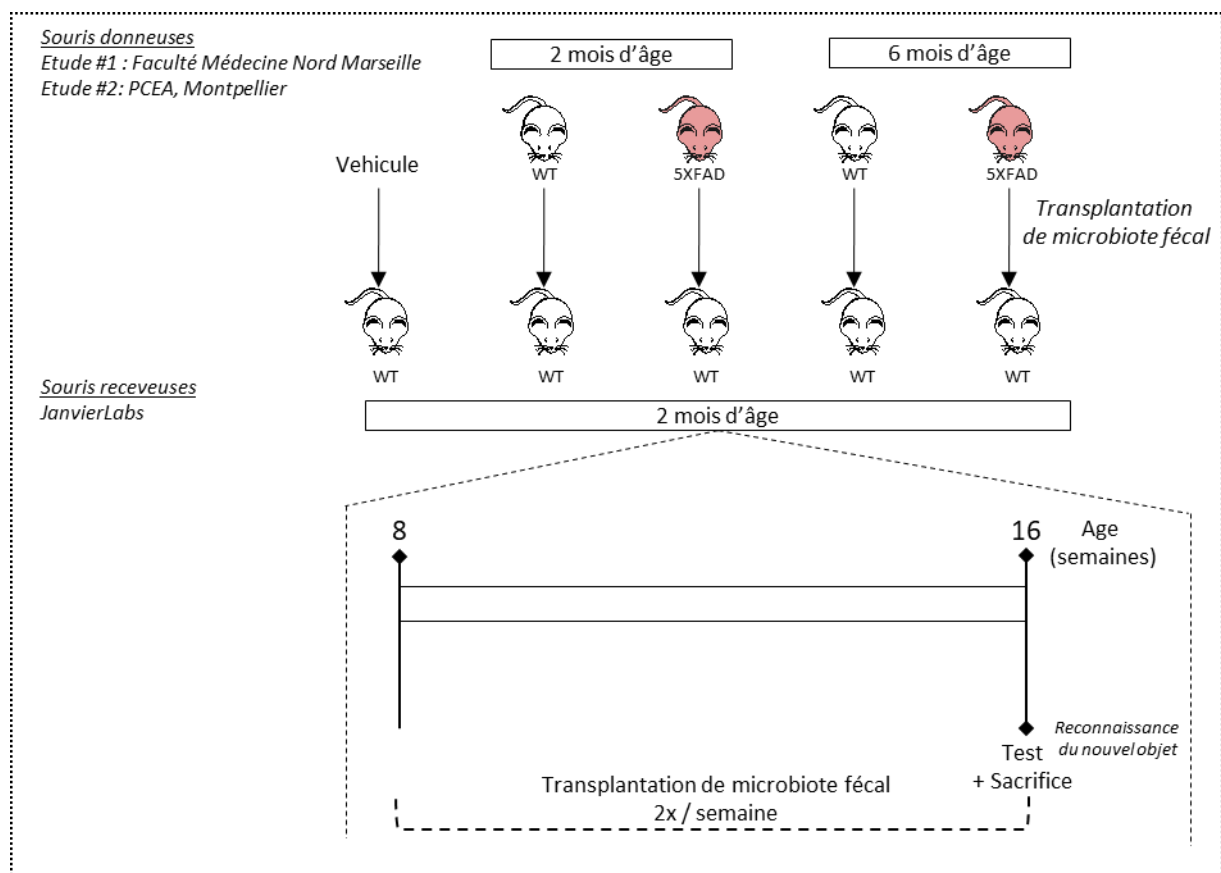 Souris donneuses
Etude #1 : Faculté Médecine Nord Marseille
Etude #2: PCEA, Montpellier
2 mois d'âge
6 mois d'âge
Vehicule
WT
5XFAD
WT
5XFAD
Transplantation
de microbiote fécal
WT
WT
WT
WT
WT
Souris receveuses
JanvierLabs
2 mois d'âge
8
16
Age
(semaines)
Reconnaissance
du nouvel objet
Test
+ Sacrifice
Transplantation de microbiote fécal
2x / semaine